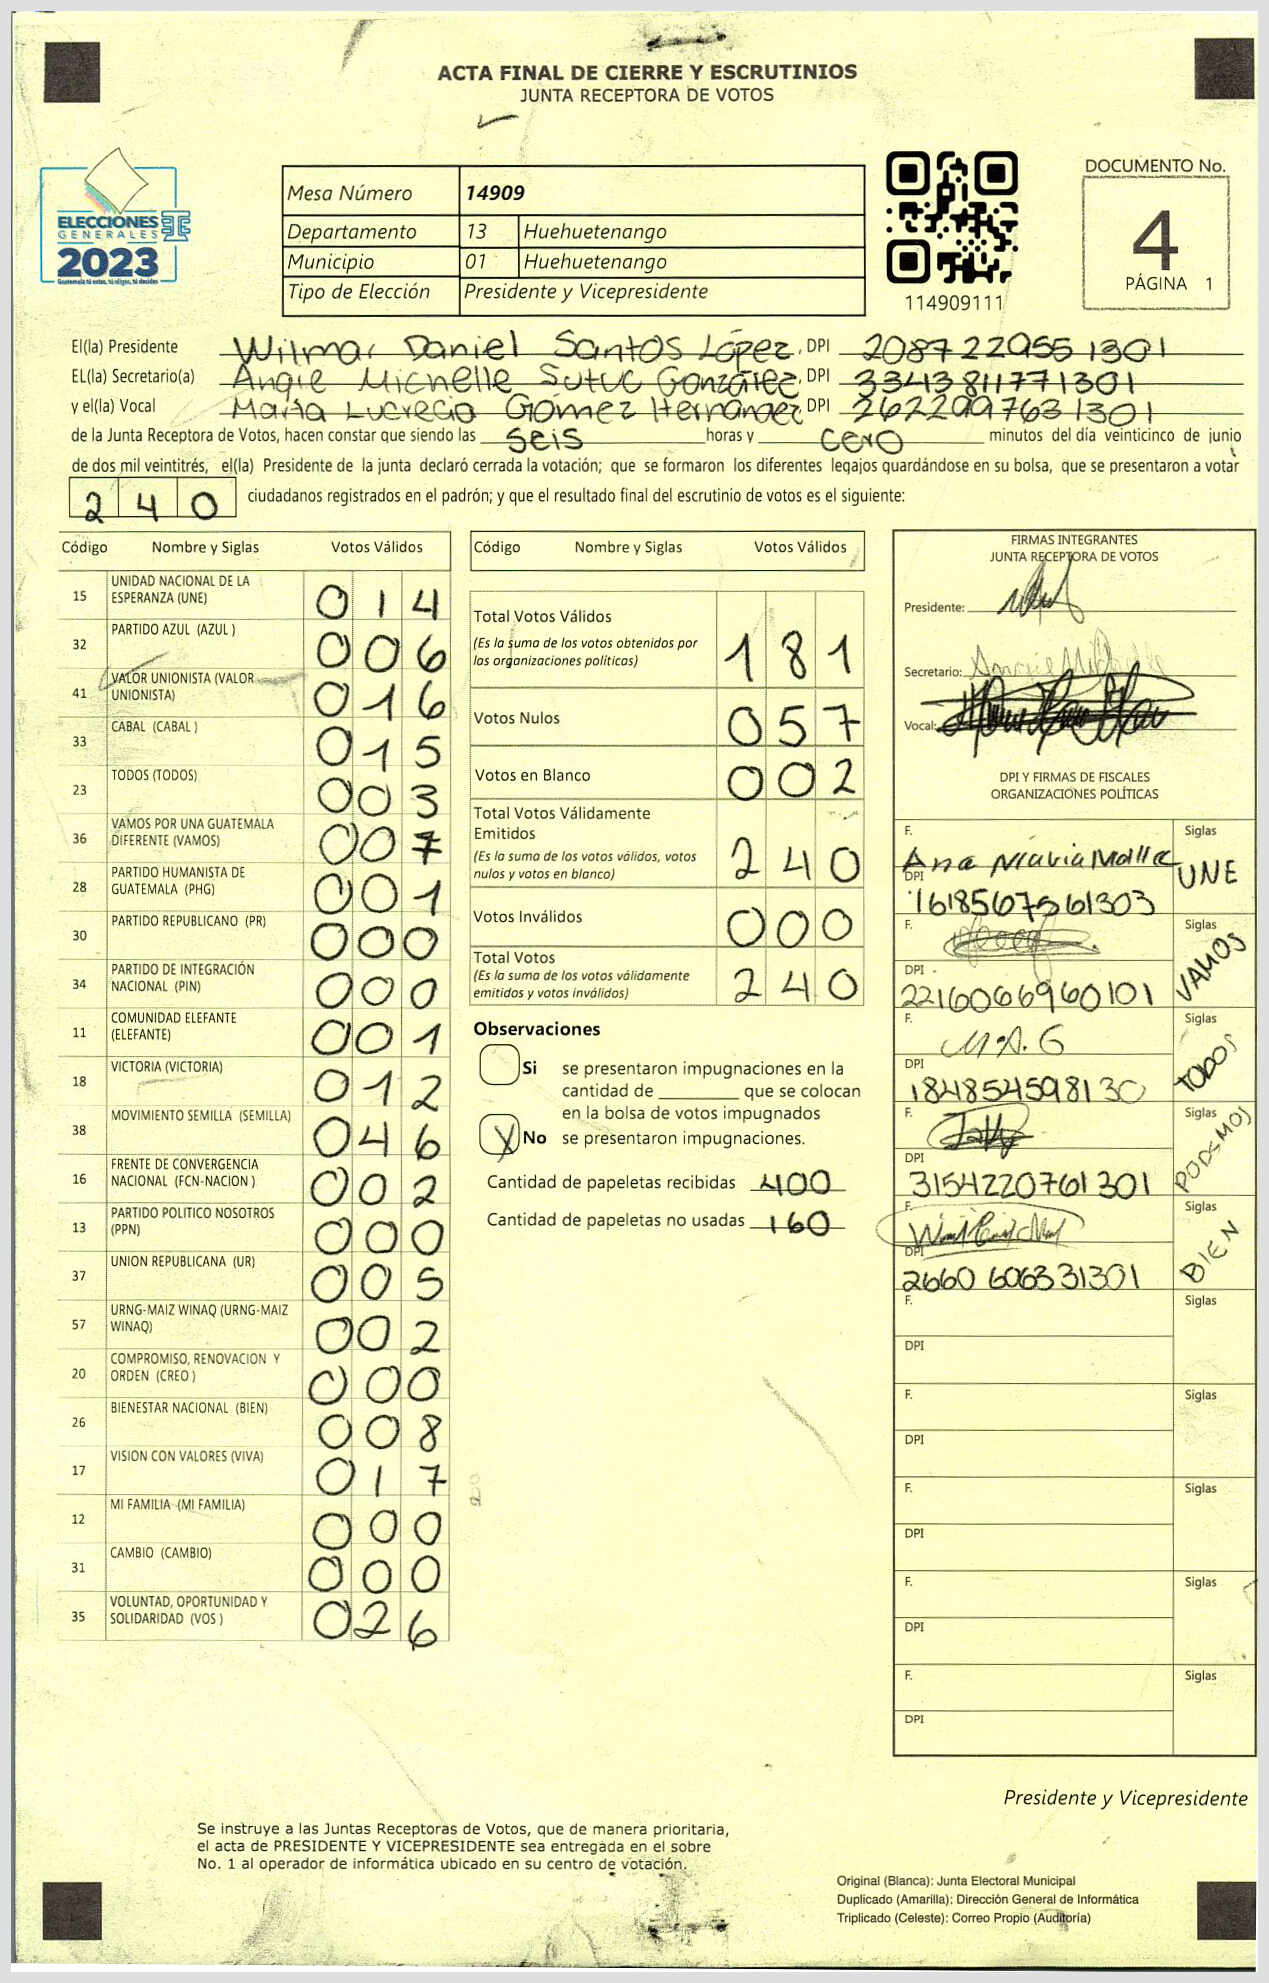 ACTA FINAL DE CIERRE Y ESCRUTINIOS
JUNTA RECEPTORA DE VOTOS
ELECCIONES
GENERALES
2023
Guatemala tú eres, tú eliges, tú decides
Mesa Número 14909
Departamento 13 Huehuetenango
Municipio 01 Huehuetenango
Tipo de Elección Presidente y Vicepresidente
114909111
DOCUMENTO No.
4
PÁGINA 1
El(la) Presidente Wilmar Daniel Santos López, DPI 2087229551301
EL(la) Secretario(a) Angie Michelle Sutuc González, DPI 3341381171301
y el(la) Vocal María Lucrecia Gómez Hernández DPI 2622997631301
de la Junta Receptora de Votos, hacen constar que siendo las seis horas y cero minutos del día veinticinco de junio
de dos mil veintitrés, el(la) Presidente de la junta declaró cerrada la votación; que se formaron los diferentes legajos guardándose en su bolsa, que se presentaron a votar
240 ciudadanos registrados en el padrón; y que el resultado final del escrutinio de votos es el siguiente:
Código Nombre y Siglas Votos Válidos
15 UNIDAD NACIONAL DE LA ESPERANZA (UNE) 014
32 PARTIDO AZUL (AZUL ) 006
41 VALOR UNIONISTA (VALOR UNIONISTA) 016
33 CABAL (CABAL ) 015
23 TODOS (TODOS) 003
36 VAMOS POR UNA GUATEMALA DIFERENTE (VAMOS) 007
28 PARTIDO HUMANISTA DE GUATEMALA (PHG) 001
30 PARTIDO REPUBLICANO (PR) 000
34 PARTIDO DE INTEGRACIÓN NACIONAL (PIN) 000
11 COMUNIDAD ELEFANTE (ELEFANTE) 001
18 VICTORIA (VICTORIA) 012
38 MOVIMIENTO SEMILLA (SEMILLA) 046
16 FRENTE DE CONVERGENCIA NACIONAL (FCN-NACION ) 002
13 PARTIDO POLITICO NOSOTROS (PPN) 000
37 UNION REPUBLICANA (UR) 005
57 URNG-MAIZ WINAQ (URNG-MAIZ WINAQ) 002
20 COMPROMISO, RENOVACION Y ORDEN (CREO ) 000
26 BIENESTAR NACIONAL (BIEN) 008
17 VISION CON VALORES (VIVA) 017
12 MI FAMILIA (MI FAMILIA) 000
31 CAMBIO (CAMBIO) 000
35 VOLUNTAD, OPORTUNIDAD Y SOLIDARIDAD (VOS ) 026
Código Nombre y Siglas Votos Válidos
Total Votos Válidos 181
(Es la suma de los votos obtenidos por
las organizaciones políticas)
Votos Nulos 057
Votos en Blanco 002
Total Votos Válidamente
Emitidos 240
(Es la suma de los votos válidos, votos
nulos y votos en blanco)
Votos Inválidos 000
Total Votos 240
(Es la suma de los votos válidamente
emitidos y votos inválidos)
Observaciones
Si se presentaron impugnaciones en la
cantidad de ________ que se colocan
en la bolsa de votos impugnados
X No se presentaron impugnaciones.
Cantidad de papeletas recibidas 400
Cantidad de papeletas no usadas 160
FIRMAS INTEGRANTES
JUNTA RECEPTORA DE VOTOS
Presidente:
Secretario: Angie
Vocal:
DPI Y FIRMAS DE FISCALES
ORGANIZACIONES POLÍTICAS
F. Ana María Siglas
DPI UNE
F. Siglas
DPI 2216066960101 VAMOS
F. M.A.G Siglas
DPI 184854598130 TODOS
F. Siglas
DPI 3154220761301 PODEMOS
F. Siglas
DPI 2660606331301 BIEN
F. Siglas
DPI
F. Siglas
DPI
F. Siglas
DPI
F. Siglas
DPI
F. Siglas
DPI
Presidente y Vicepresidente
Se instruye a las Juntas Receptoras de Votos, que de manera prioritaria,
el acta de PRESIDENTE Y VICEPRESIDENTE sea entregada en el sobre
No. 1 al operador de informática ubicado en su centro de votación.
Original (Blanca): Junta Electoral Municipal
Duplicado (Amarilla): Dirección General de Informática
Triplicado (Celeste): Correo Propio (Auditoría)